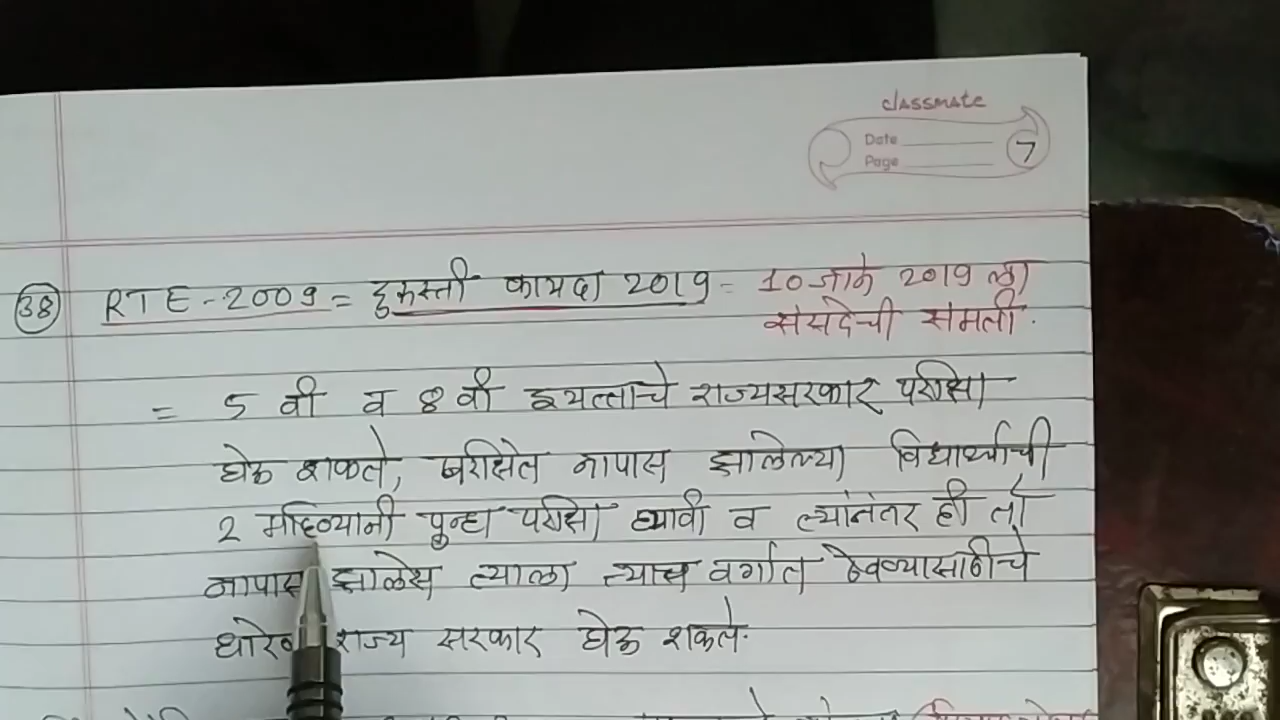 classmate
Date
Page
7
38 RTE - 2009 = दुरुस्ती कायदा 2019 - 10 जाने 2019 ला
संसदेची संमती.
= 5 वी व 8 वी इयत्ताचे राज्यसरकार परीक्षा
घेऊ शकते, परीक्षेत नापास झालेल्या विद्यार्थ्याची
2 महिन्यानी पुन्हा परीक्षा घ्यावी व त्यांनंतर ही तो
नापास झालेस त्याला त्याच वर्गात ठेवण्यासाठीचे
धोरण राज्य सरकार घेऊ शकते.